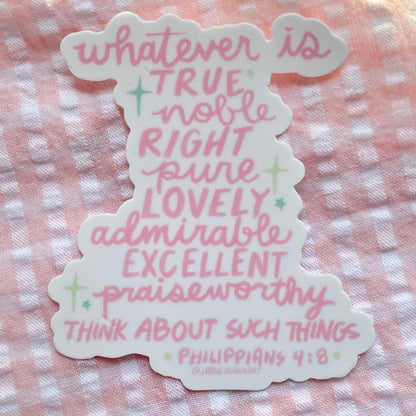 whatever is
TRUE
noble
RIGHT
pure
LOVELY
admirable
EXCELLENT
praiseworthy
THINK ABOUT SUCH THINGS
PHILIPPIANS 4:8